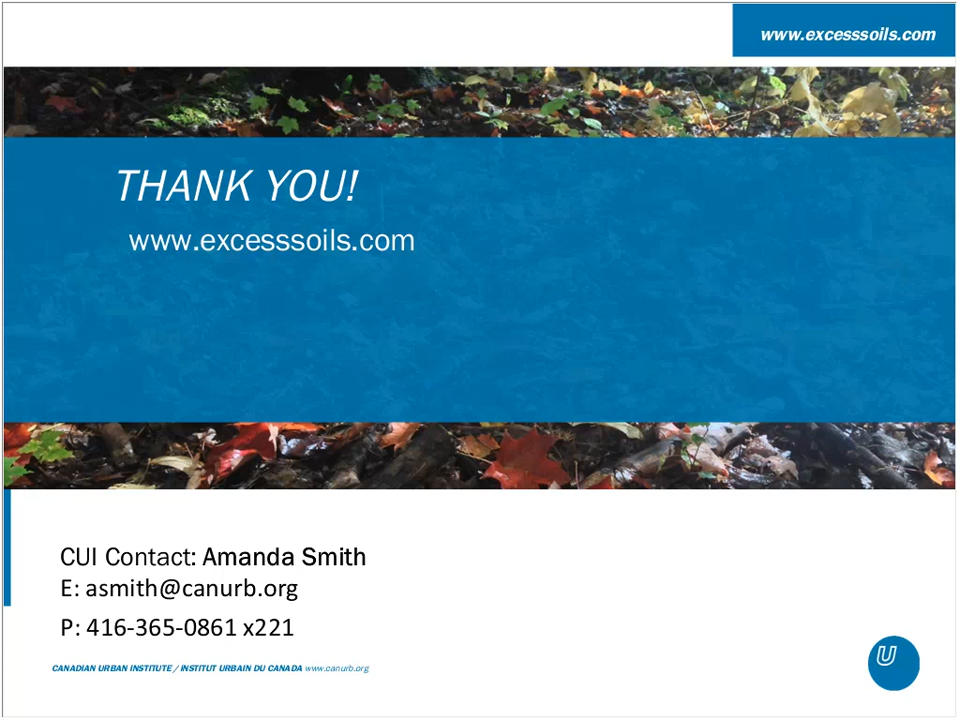 www.excesssoils.com
THANK YOU!
www.excesssoils.com
CUI Contact: Amanda Smith
E: asmith@canurb.org
P: 416-365-0861 x221
CANADIAN URBAN INSTITUTE / INSTITUT URBAIN DU CANADA www.canurb.org
U